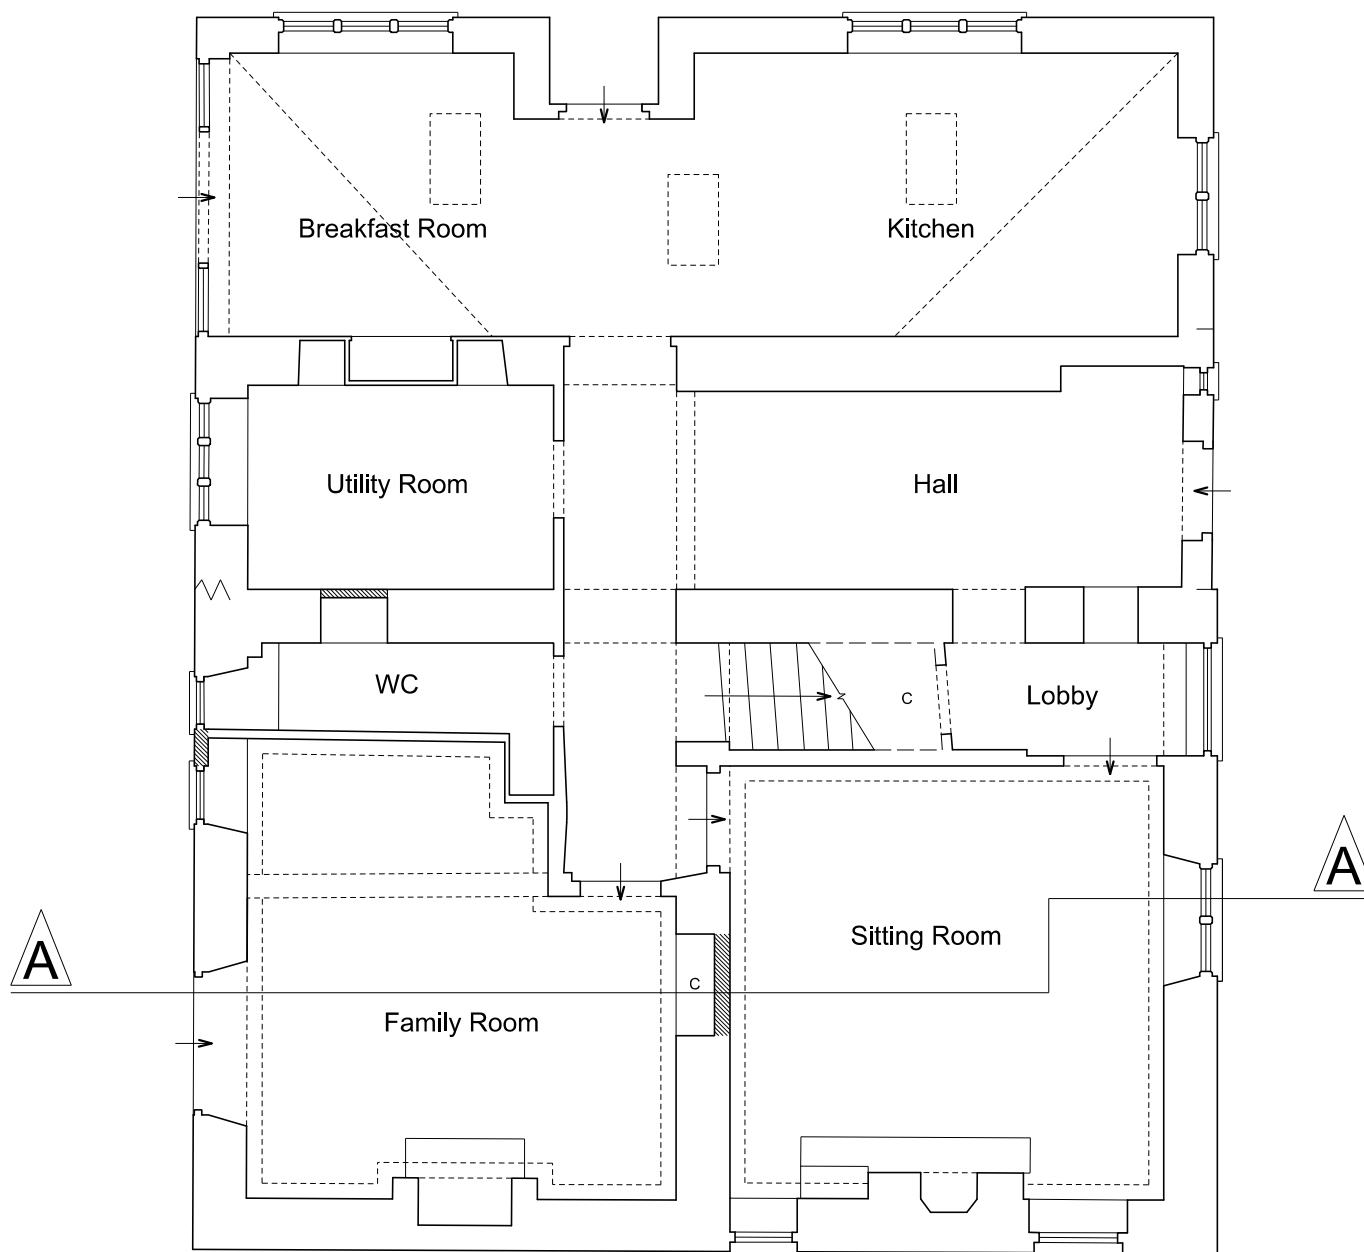 Breakfast Room
Kitchen
Utility Room
Hall
WC
C
Lobby
A
A
Sitting Room
C
Family Room